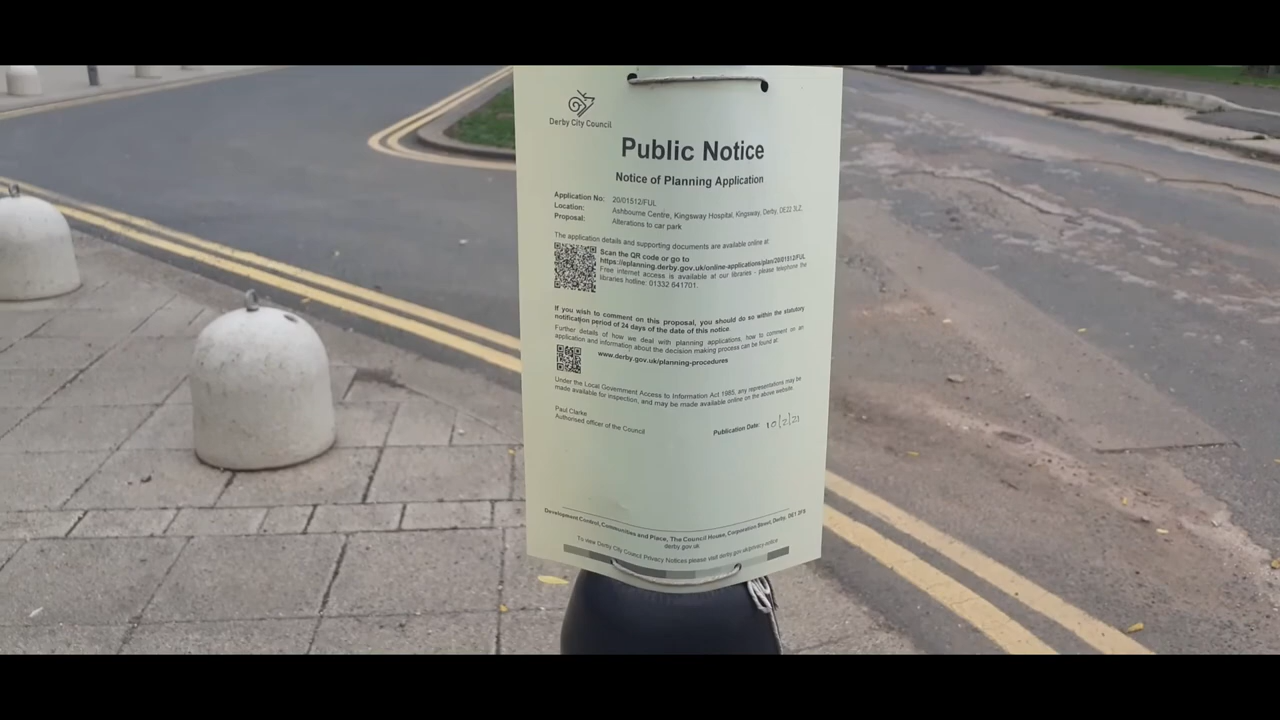 Derby City Council
Public Notice
Notice of Planning Application
Application No: 20/01512/FUL
Location: Ashbourne Centre, Kingsway Hospital, Kingsway, Derby, DE22 3LZ,
Proposal: Alterations to car park
The application details and supporting documents are available online at:
Scan the QR code or go to
https://eplanning.derby.gov.uk/online-applications/plan/20/01512/FUL
Free internet access is available at our libraries - please telephone the
libraries hotline: 01332 641701.
If you wish to comment on this proposal, you should do so within the statutory
notification period of 24 days of the date of this notice.
Further details of how we deal with planning applications, how to comment on an
application and information about the decision making process can be found at:
www.derby.gov.uk/planning-procedures
Under the Local Government Access to Information Act 1985, any representations may be
made available for inspection, and may be made available online on the above website.
Paul Clarke
Authorised officer of the Council
Publication Date: 10/2/21
Development Control, Communities and Place, The Council House, Corporation Street, Derby, DE1 2FS
derby.gov.uk
To view Derby City Council Privacy Notices please visit derby.gov.uk/privacy-notice